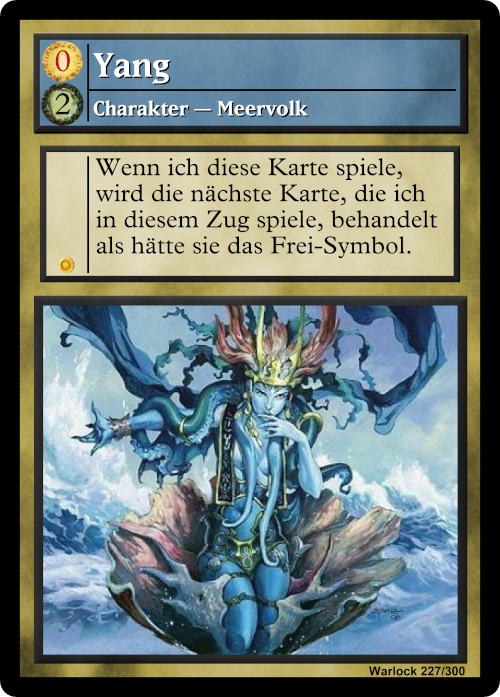 0
Yang
2
Charakter — Meervolk
Wenn ich diese Karte spiele,
wird die nächste Karte, die ich
in diesem Zug spiele, behandelt
als hätte sie das Frei-Symbol.
Warlock 227/300